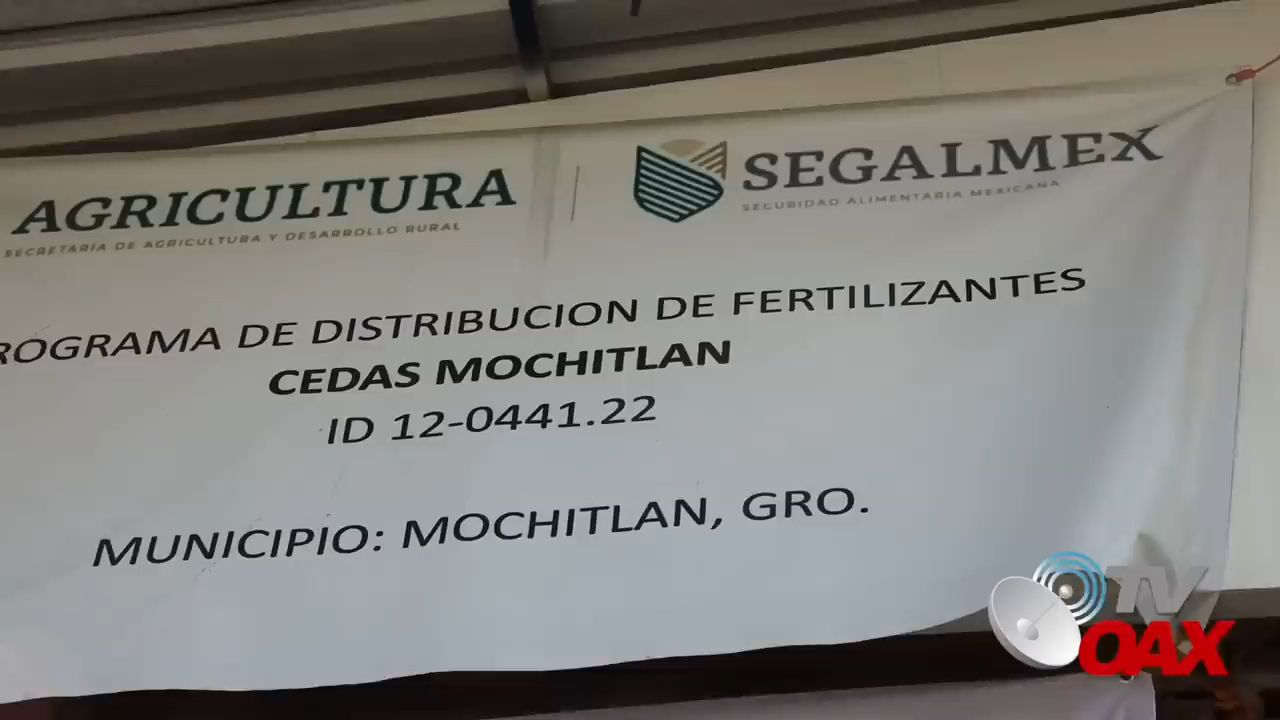 AGRICULTURA
SECRETARIA DE AGRICULTURA Y DESARROLLO RURAL
SEGALMEX
SEGURIDAD ALIMENTARIA MEXICANA
ROGRAMA DE DISTRIBUCION DE FERTILIZANTES
CEDAS MOCHITLAN
ID 12-0441.22
MUNICIPIO: MOCHITLAN, GRO.
TV
OAX